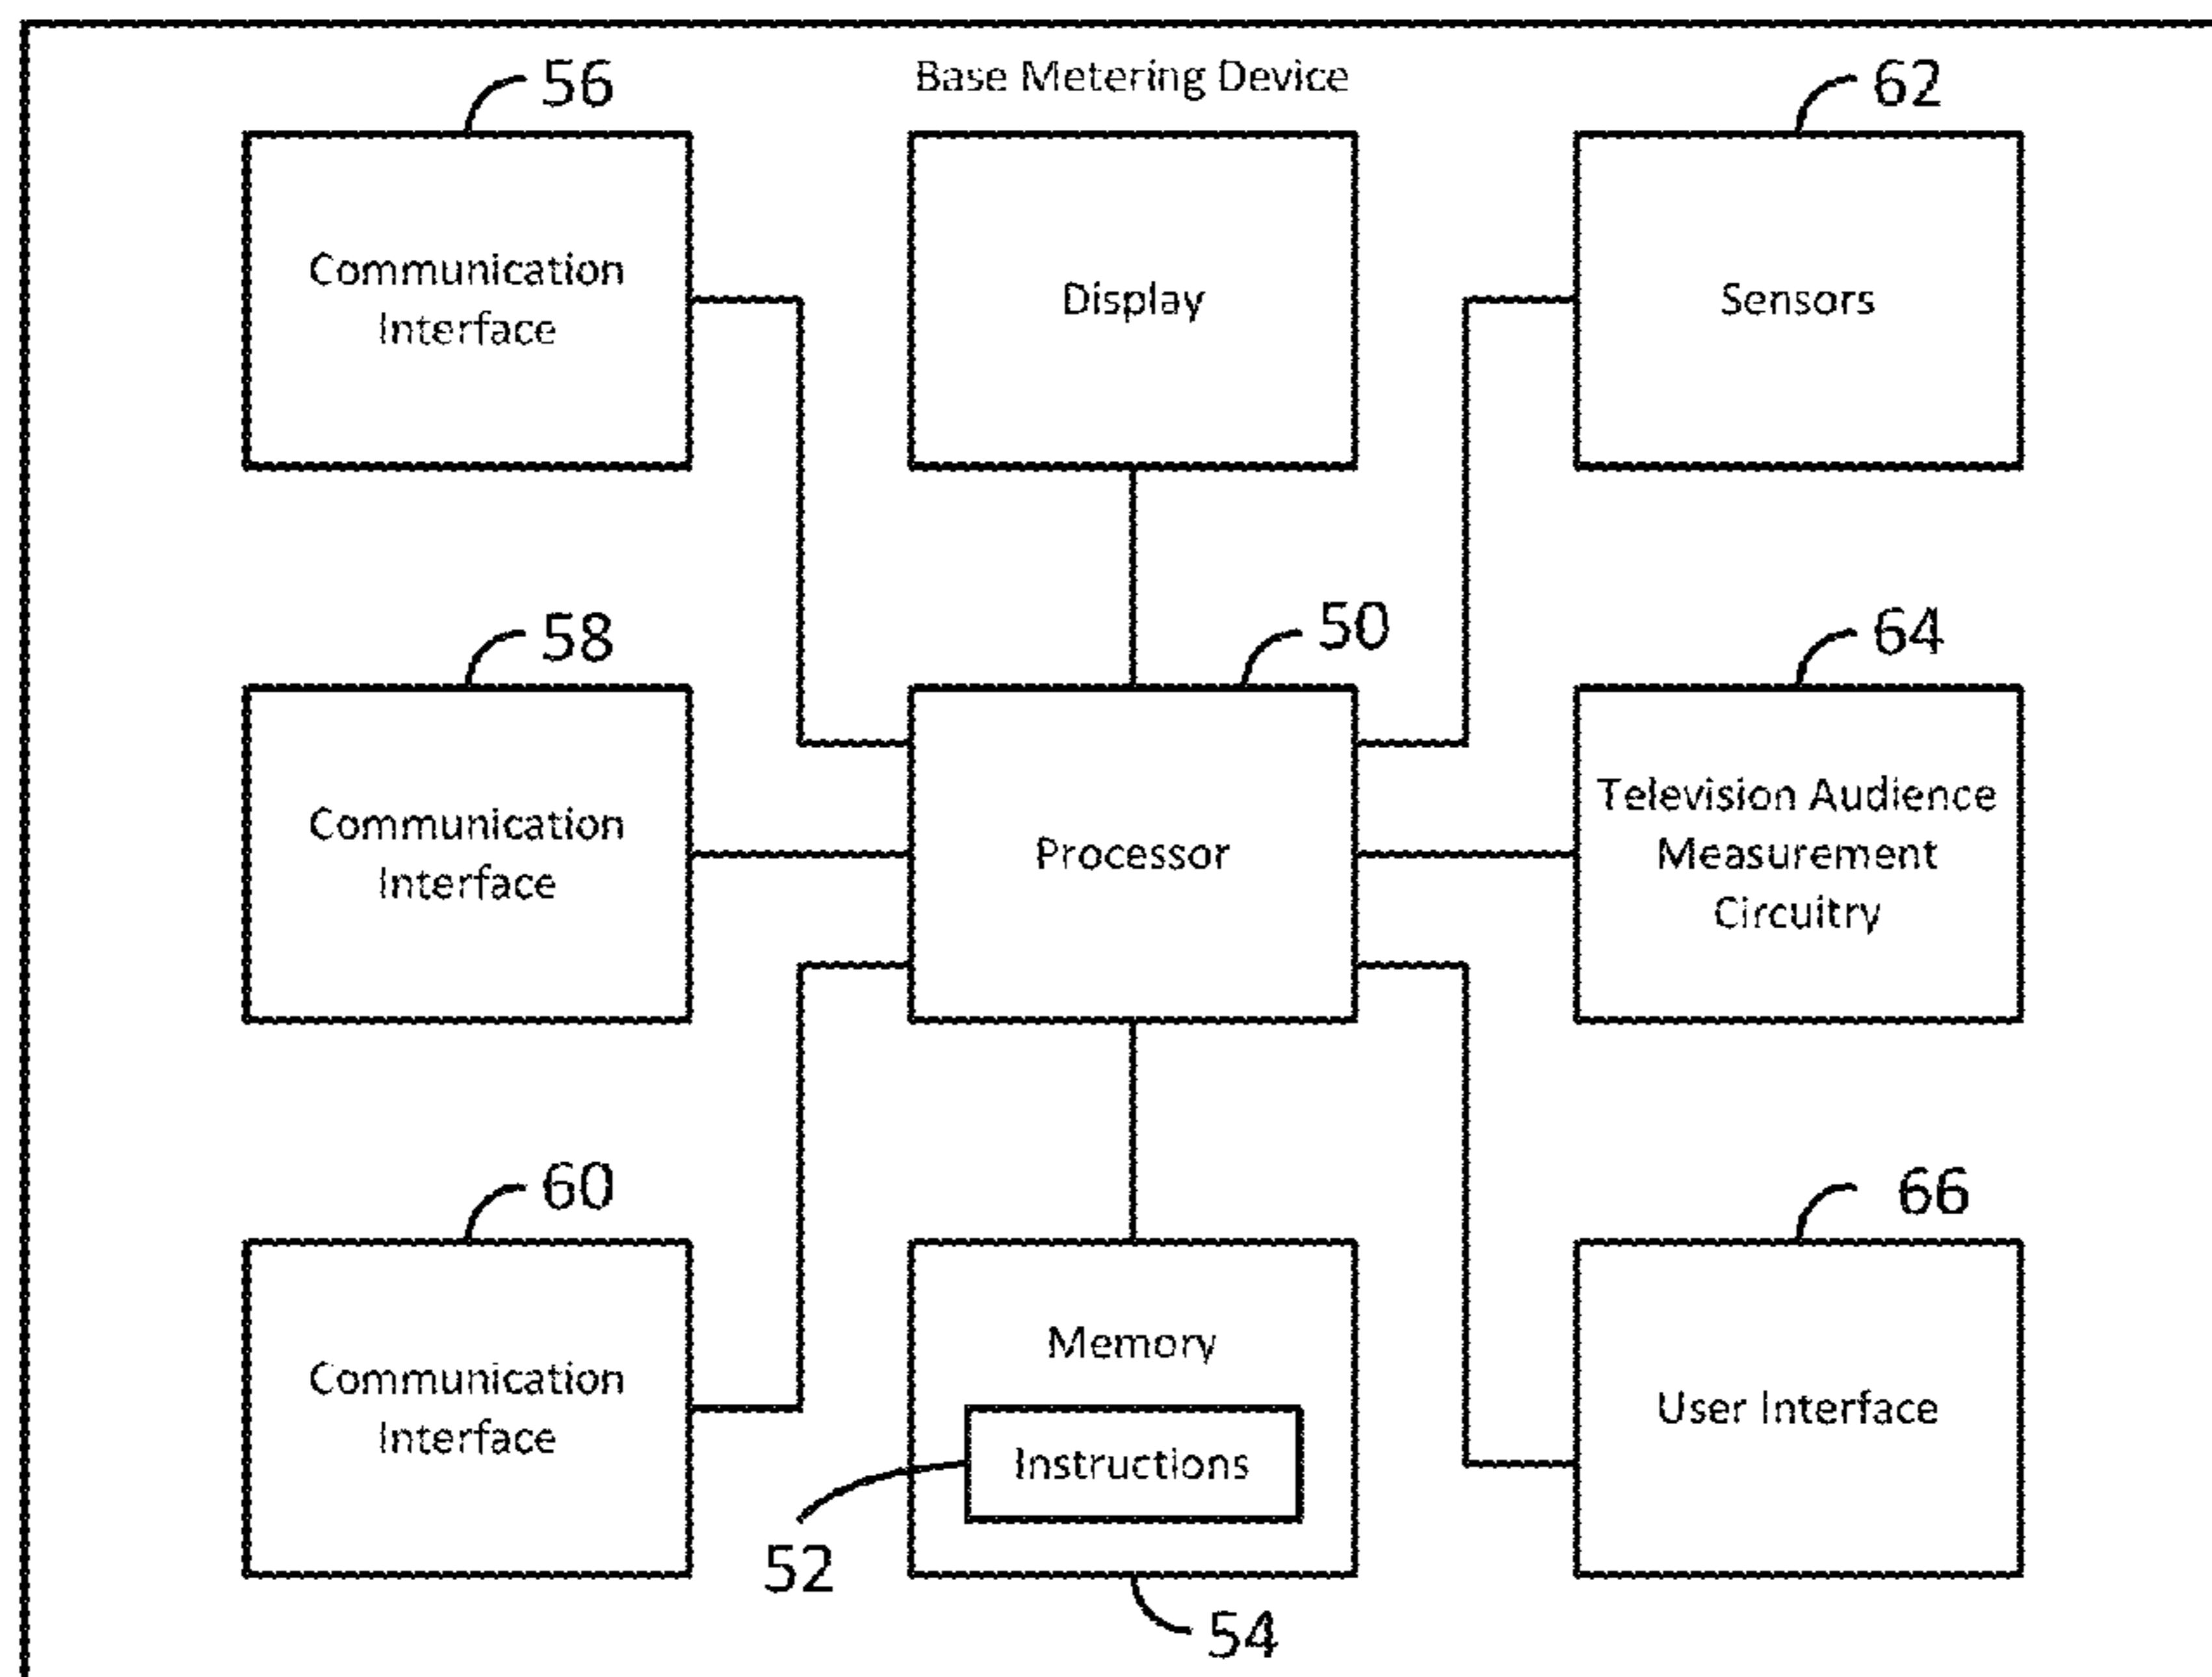 Base Metering Device
56
62
Communication
Interface
Display
Sensors
58
50
64
Communication
Interface
Processor
Television Audience
Measurement
Circuitry
60
66
Communication
Interface
Memory
Instructions
User Interface
52
54